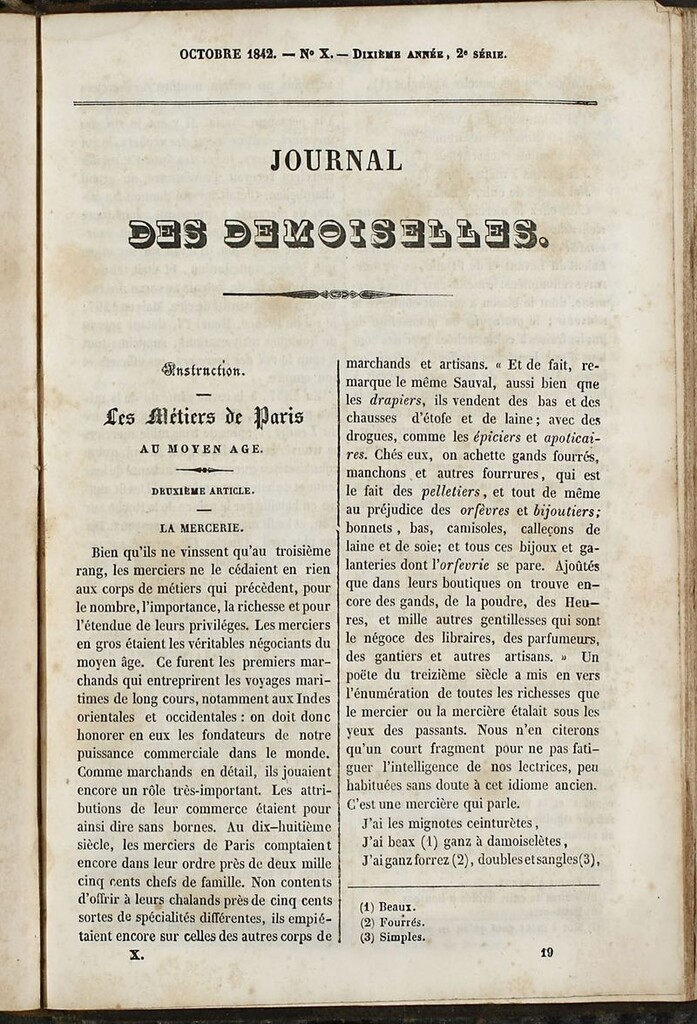 OCTOBRE 1842. — No X. — DIXIÈME ANNÉE, 2e SÉRIE.
JOURNAL
DES DEMOISELLES.
Instruction.
Les Métiers de Paris
AU MOYEN AGE.
DEUXIÈME ARTICLE.
LA MERCERIE.
Bien qu'ils ne vinssent qu'au troisième
rang, les merciers ne le cédaient en rien
aux corps de métiers qui précèdent, pour
le nombre, l'importance, la richesse et pour
l'étendue de leurs priviléges. Les merciers
en gros étaient les véritables négociants du
moyen âge. Ce furent les premiers mar-
chands qui entreprirent les voyages mari-
times de long cours, notamment aux Indes
orientales et occidentales : on doit donc
honorer en eux les fondateurs de notre
puissance commerciale dans le monde.
Comme marchands en détail, ils jouaient
encore un rôle très-important. Les attri-
butions de leur commerce étaient pour
ainsi dire sans bornes. Au dix-huitième
siècle, les merciers de Paris comptaient
encore dans leur ordre près de deux mille
cinq cents chefs de famille. Non contents
d'offrir à leurs chalands près de cinq cents
sortes de spécialités différentes, ils empié-
taient encore sur celles des autres corps de
X.
marchands et artisans. « Et de fait, re-
marque le même Sauval, aussi bien que
les drapiers, ils vendent des bas et des
chausses d'étofe et de laine ; avec des
drogues, comme les épiciers et apoticai-
res. Chés eux, on achette gands fourrés,
manchons et autres fourrures, qui est
le fait des pelletiers, et tout de même
au préjudice des orfèvres et bijoutiers;
bonnets, bas, camisoles, calleçons de
laine et de soie; et tous ces bijoux et ga-
lanteries dont l'orfevrie se pare. Ajoûtés
que dans leurs boutiques on trouve en-
core des gands, de la poudre, des Heu-
res, et mille autres gentillesses qui sont
le négoce des libraires, des parfumeurs,
des gantiers et autres artisans. » Un
poëte du treizième siècle a mis en vers
l'énumération de toutes les richesses que
le mercier ou la mercière étalait sous les
yeux des passants. Nous n'en citerons
qu'un court fragment pour ne pas fati-
guer l'intelligence de nos lectrices, peu
habituées sans doute à cet idiome ancien.
C'est une mercière qui parle.
J'ai les mignotes ceinturètes,
J'ai beax (1) ganz à damoiselètes,
J'ai ganz forrez (2), doubles et sangles (3),
(1) Beaux.
(2) Fourrés.
(3) Simples.
19